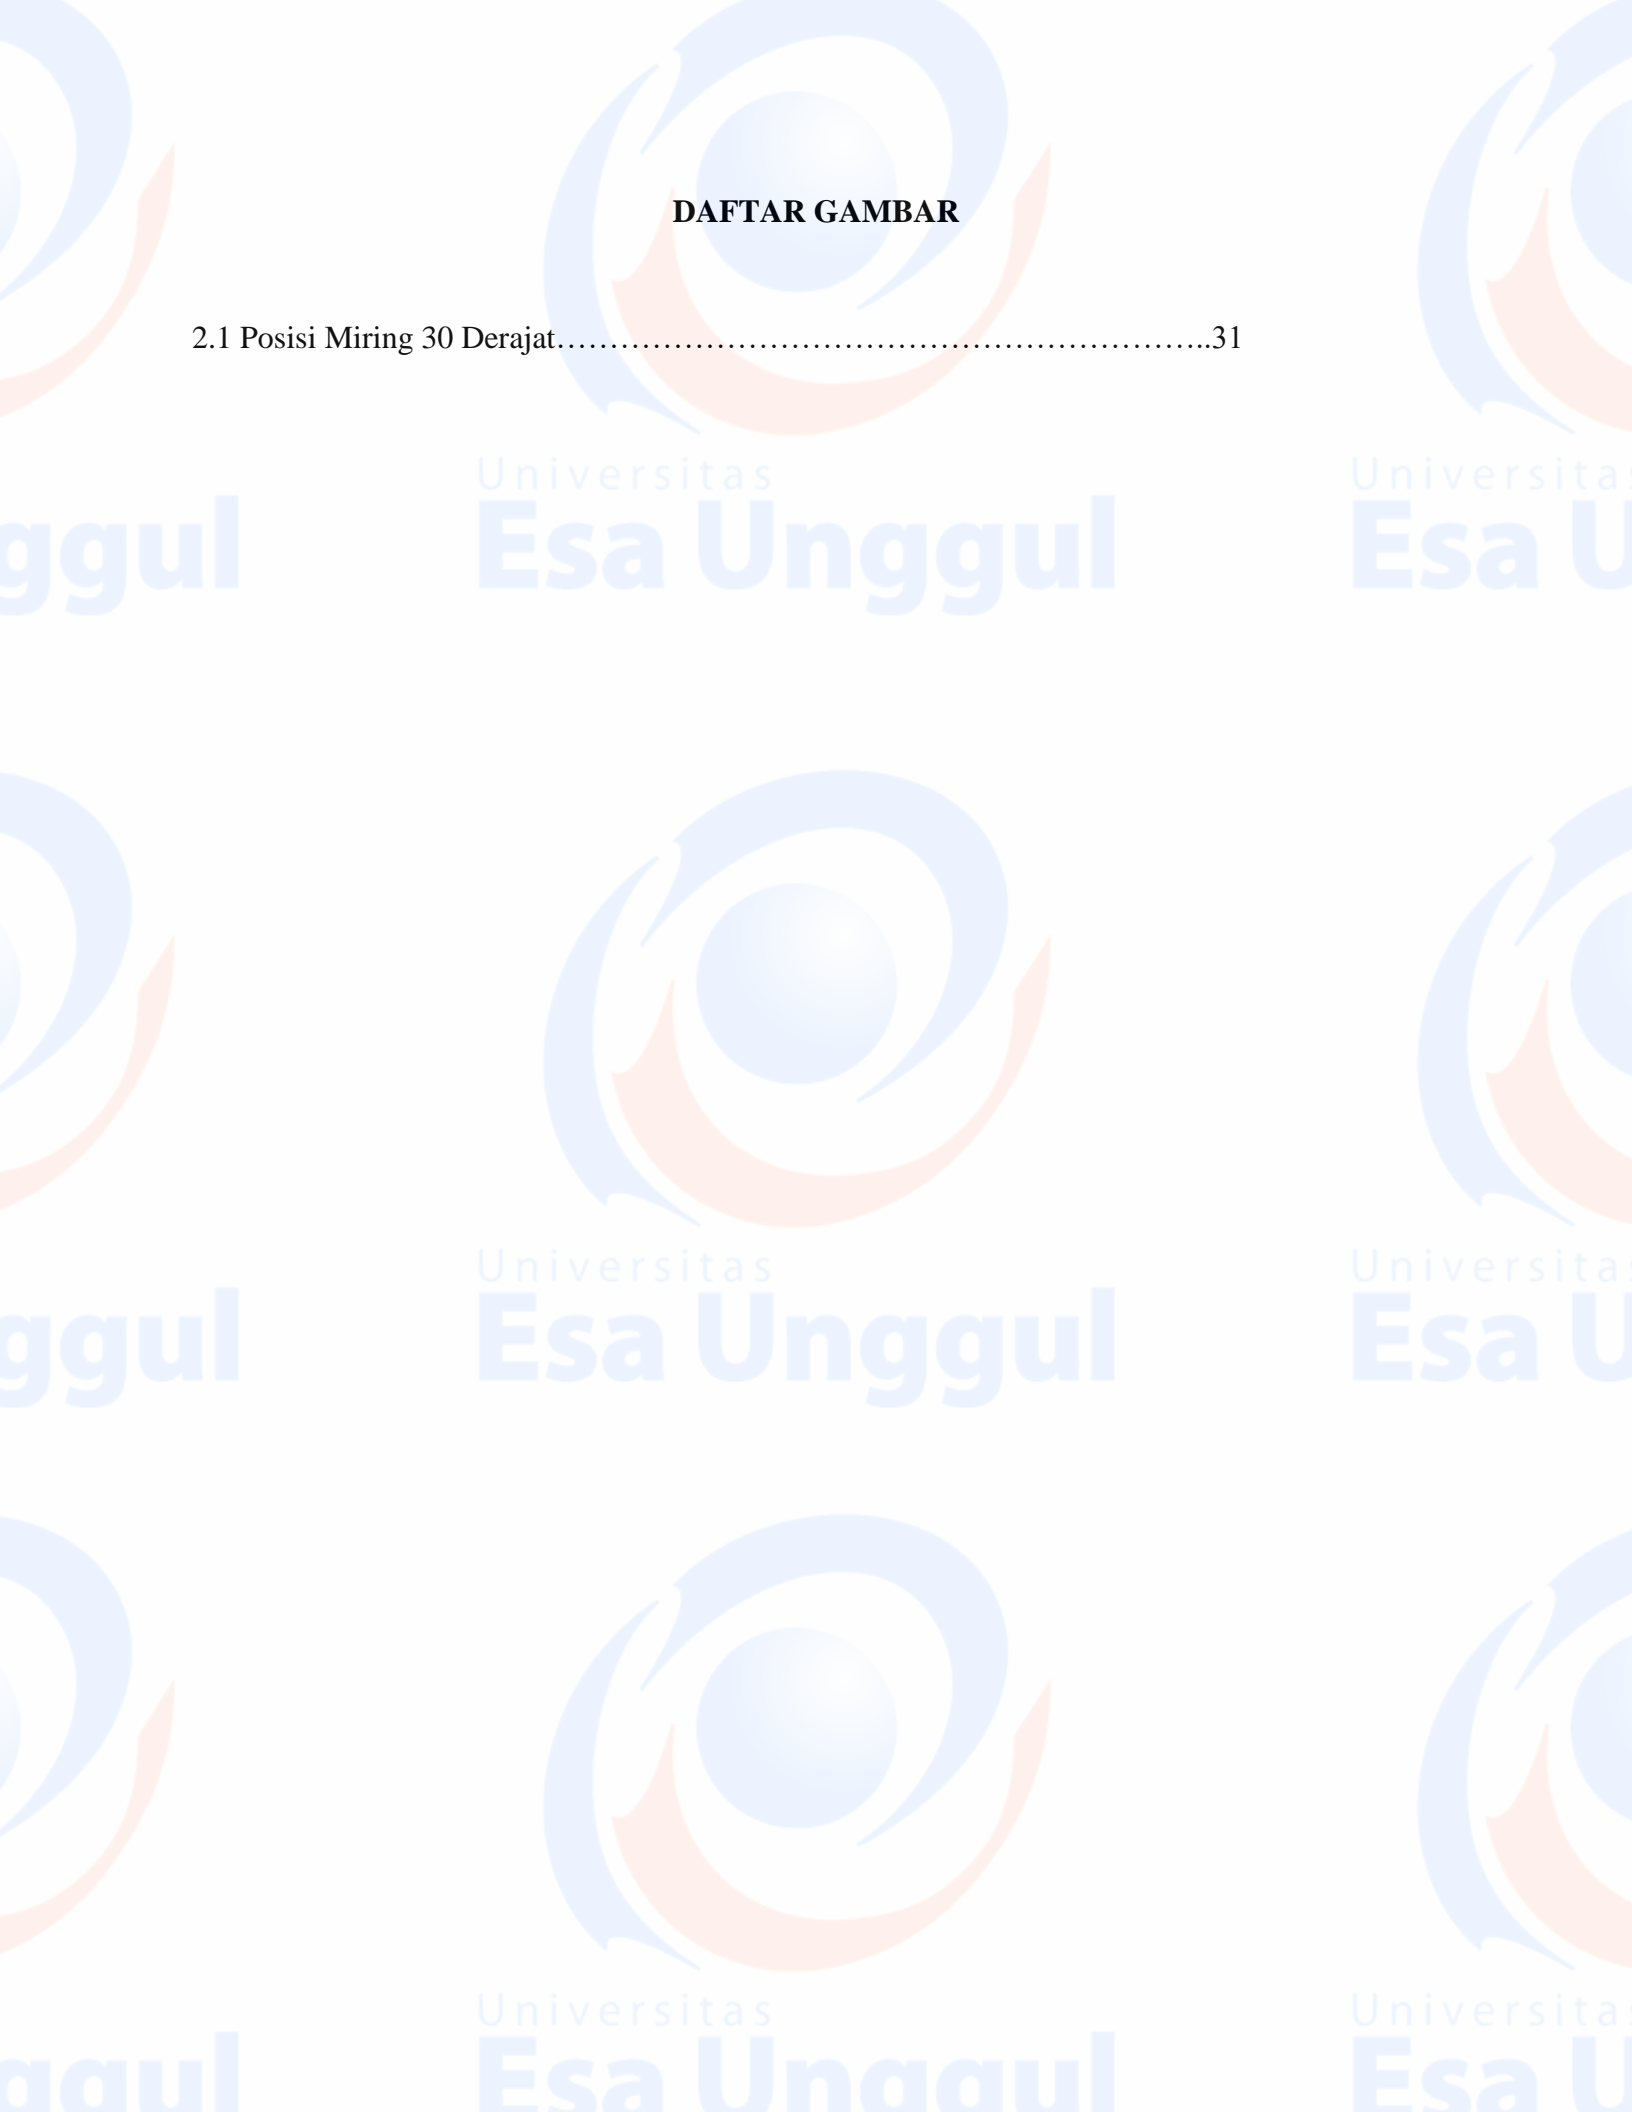 DAFTAR GAMBAR
2.1 Posisi Miring 30 Derajat………………………………………………………………..31
Universitas
Esa Unggul
Universitas
Esa Unggul
Universitas
Esa Unggul